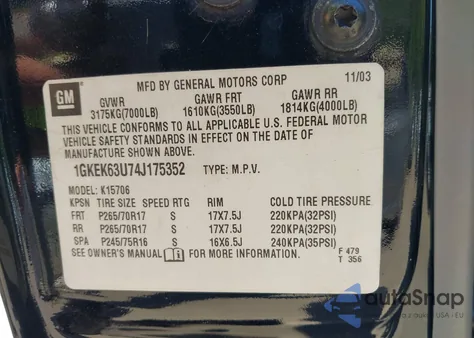 GM
MFD BY GENERAL MOTORS CORP 11/03
GVWR GAWR FRT GAWR RR
3175KG(7000LB) 1610KG(3550LB) 1814KG(4000LB)
THIS VEHICLE CONFORMS TO ALL APPLICABLE U.S. FEDERAL MOTOR
VEHICLE SAFETY STANDARDS IN EFFECT ON THE DATE OF
MANUFACTURE SHOWN ABOVE.
1GKEK63U74J175352 TYPE: M.P.V.
MODEL: K15706
KPSN TIRE SIZE SPEED RTG RIM COLD TIRE PRESSURE
FRT P265/70R17 S 17X7.5J 220KPA(32PSI)
RR P265/70R17 S 17X7.5J 220KPA(32PSI)
SPA P245/75R16 S 16X6.5J 240KPA(35PSI)
SEE OWNER'S MANUAL FOR MORE INFORMATION.
F 479
T 356
autoSnap
USA - EU